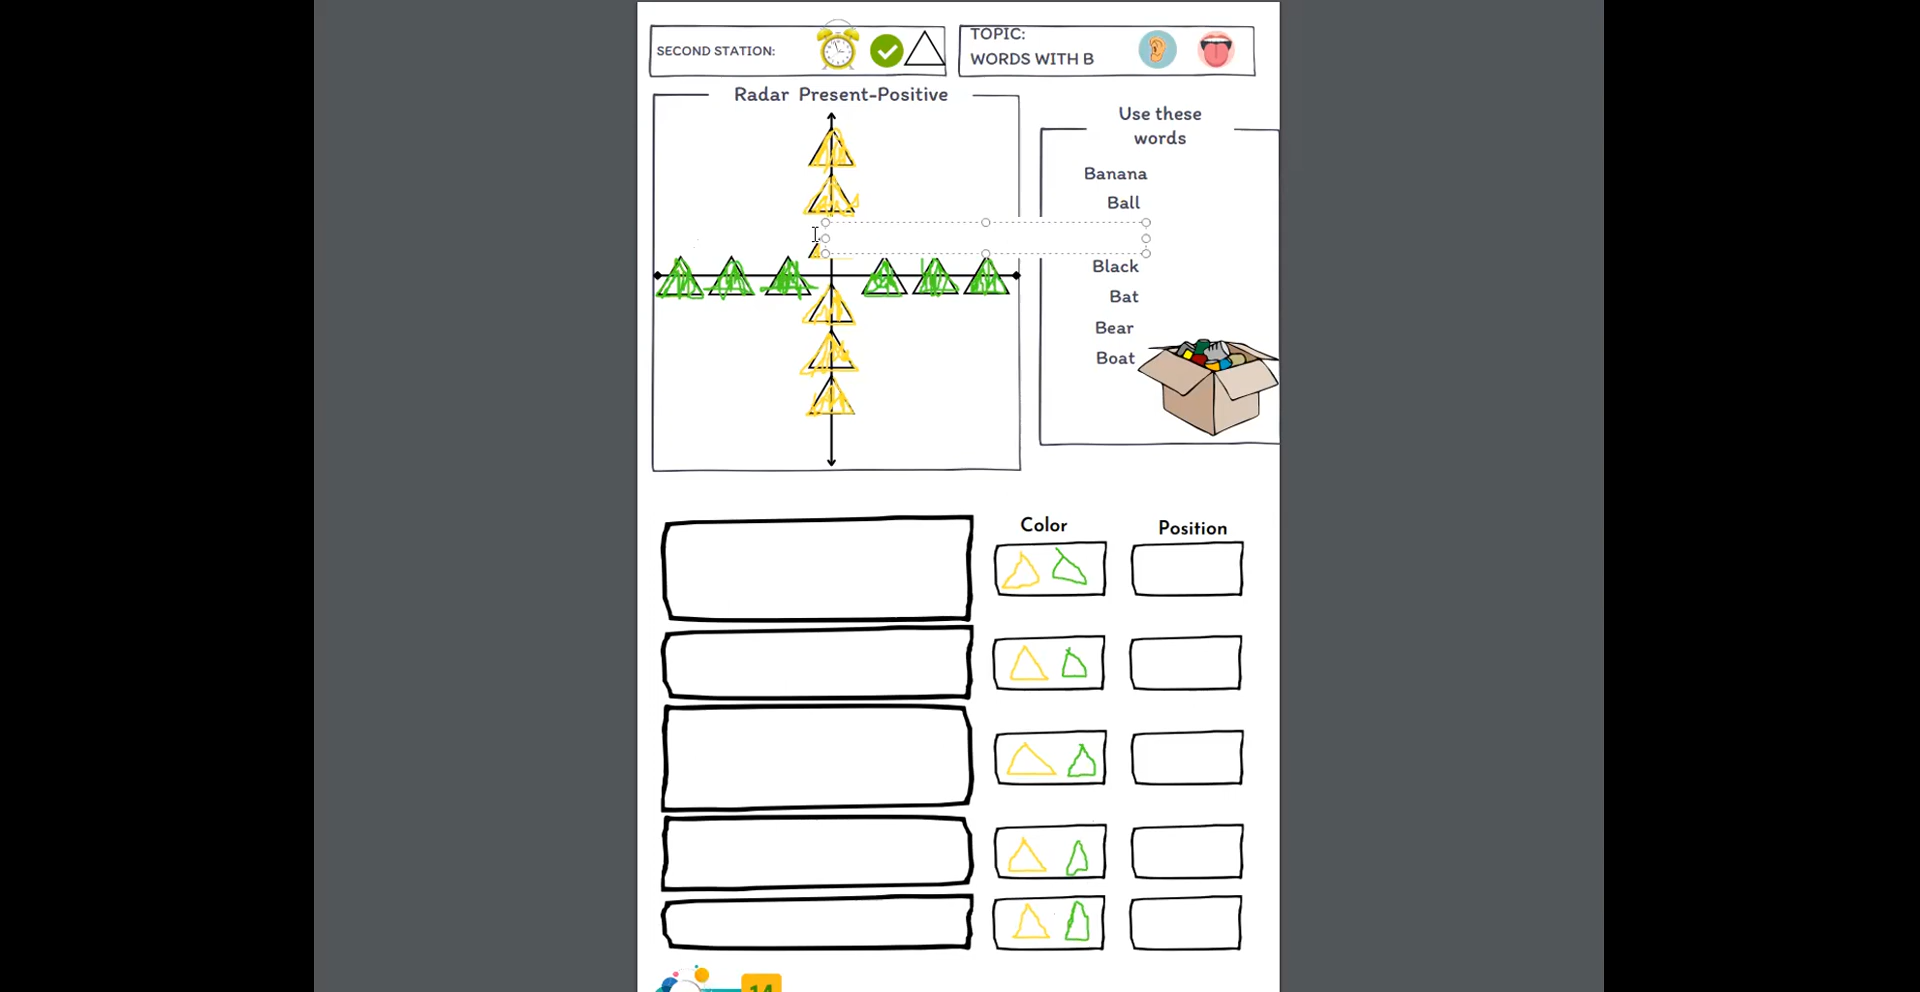 SECOND STATION:
TOPIC:
WORDS WITH B
Radar Present-Positive
Use these
words
Banana
Ball
Black
Bat
Bear
Boat
Color
Position
14